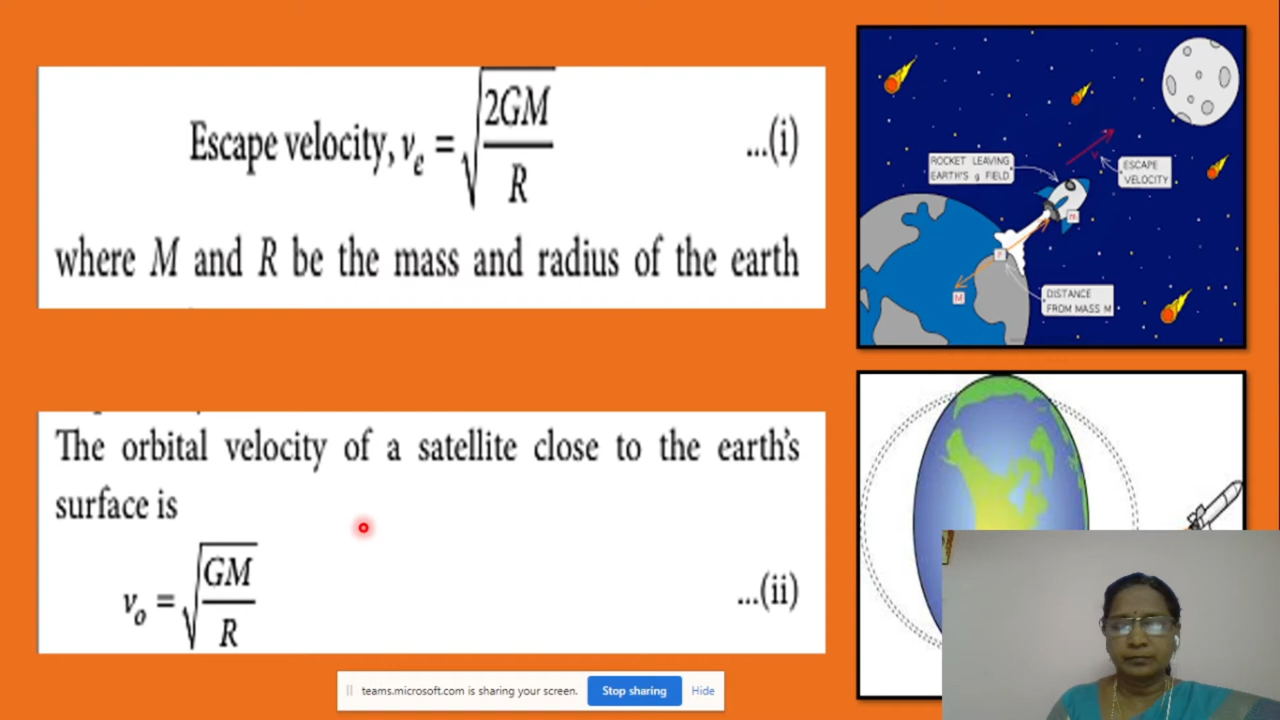 Escape velocity, vₑ = √(2GM/R) ...(i)
where M and R be the mass and radius of the earth
The orbital velocity of a satellite close to the earth's
surface is
vₒ = √(GM/R) ...(ii)
ROCKET LEAVING
EARTH'S g FIELD
ESCAPE
VELOCITY
V
m
r
M
DISTANCE
FROM MASS M
teams.microsoft.com is sharing your screen. Stop sharing Hide